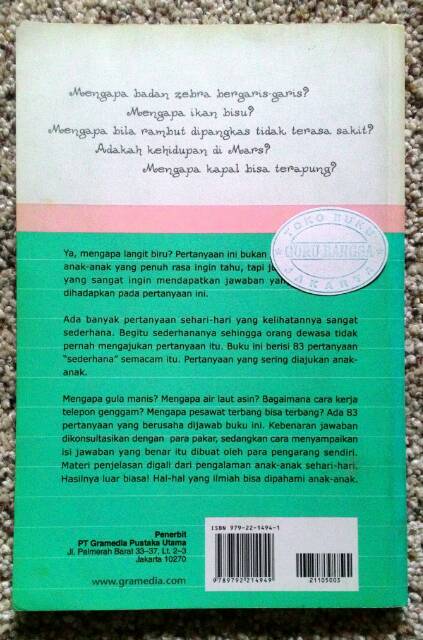 Mengapa badan zebra bergaris-garis?
Mengapa ikan bisu?
Mengapa bila rambut dipangkas tidak terasa sakit?
Adakah kehidupan di Mars?
Mengapa kapal bisa terapung?
TOKO BUKU
GURU BANGSA
JAKARTA
Ya, mengapa langit biru? Pertanyaan ini bukan
anak-anak yang penuh rasa ingin tahu, tapi
yang sangat ingin mendapatkan jawaban
dihadapkan pada pertanyaan ini.
Ada banyak pertanyaan sehari-hari yang kelihatannya sangat
sederhana. Begitu sederhananya sehingga orang dewasa tidak
pernah mengajukan pertanyaan itu. Buku ini berisi 83 pertanyaan
"sederhana" semacam itu. Pertanyaan yang sering diajukan anak-
anak.
Mengapa gula manis? Mengapa air laut asin? Bagaimana cara kerja
telepon genggam? Mengapa pesawat terbang bisa terbang? Ada 83
pertanyaan yang berusaha dijawab buku ini. Kebenaran jawaban
dikonsultasikan dengan para pakar, sedangkan cara menyampaikan
isi jawaban yang benar itu dibuat oleh para pengarang sendiri.
Materi penjelasan digali dari pengalaman anak-anak sehari-hari.
Hasilnya luar biasa! Hal-hal yang ilmiah bisa dipahami anak-anak.
Penerbit
PT Gramedia Pustaka Utama
Jl. Palmerah Barat 33-37, Lt. 2-3
Jakarta 10270
www.gramedia.com
ISBN 979-22-1494-1
9789792214949
21105003